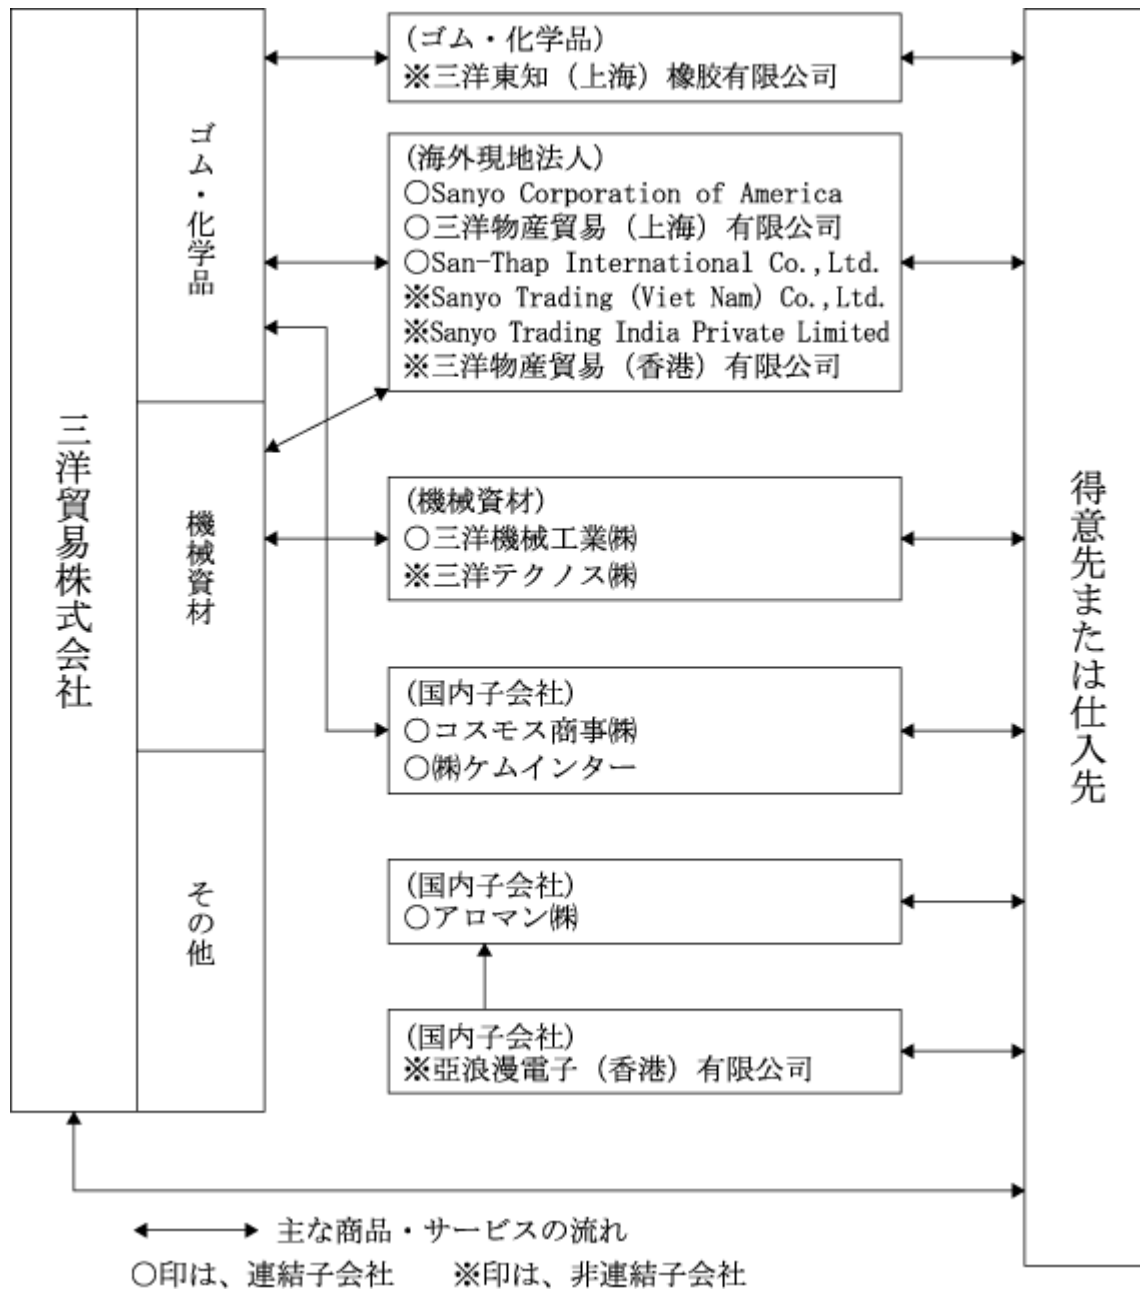 三洋貿易株式会社
ゴム・化学品
機械資材
その他
(ゴム・化学品)
※三洋東知（上海）橡胶有限公司
(海外現地法人)
○Sanyo Corporation of America
○三洋物産貿易（上海）有限公司
○San-Thap International Co.,Ltd.
※Sanyo Trading (Viet Nam) Co.,Ltd.
※Sanyo Trading India Private Limited
※三洋物産貿易（香港）有限公司
(機械資材)
○三洋機械工業㈱
※三洋テクノス㈱
(国内子会社)
○コスモス商事㈱
○㈱ケムインター
(国内子会社)
○アロマン㈱
(国内子会社)
※亞浪漫電子（香港）有限公司
得意先または仕入先
主な商品・サービスの流れ
○印は、連結子会社　※印は、非連結子会社